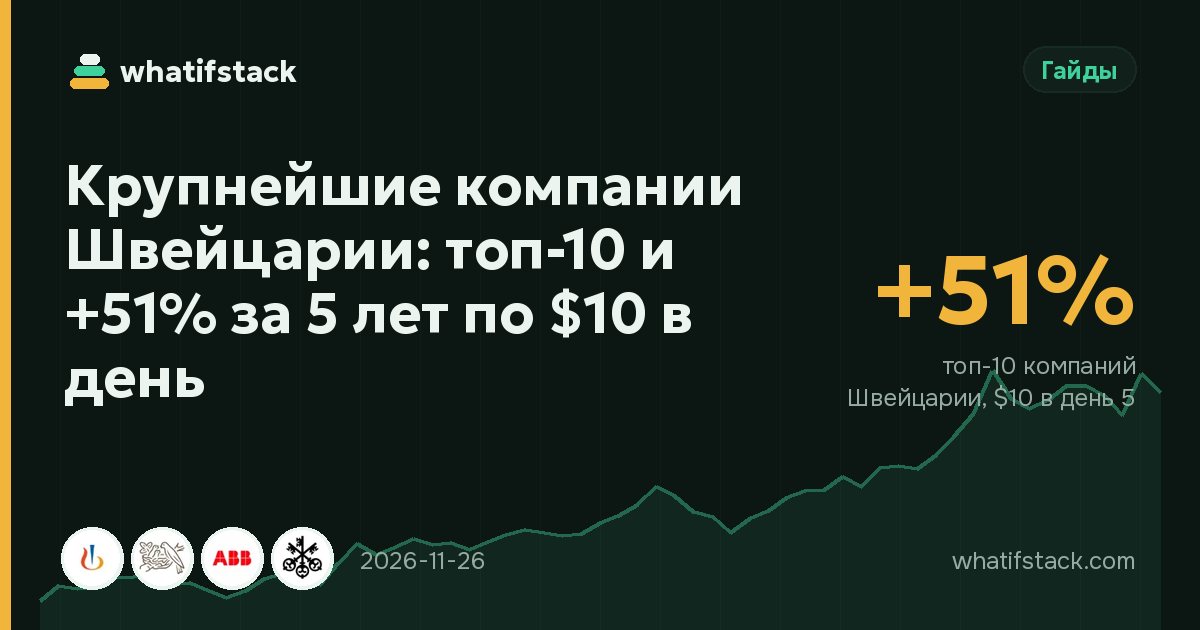 whatifstack
Гайды
Крупнейшие компании
Швейцарии: топ-10 и
+51% за 5 лет по $10 в
день
+51%
топ-10 компаний
Швейцарии, $10 в день 5
ABB
2026-11-26
whatifstack.com